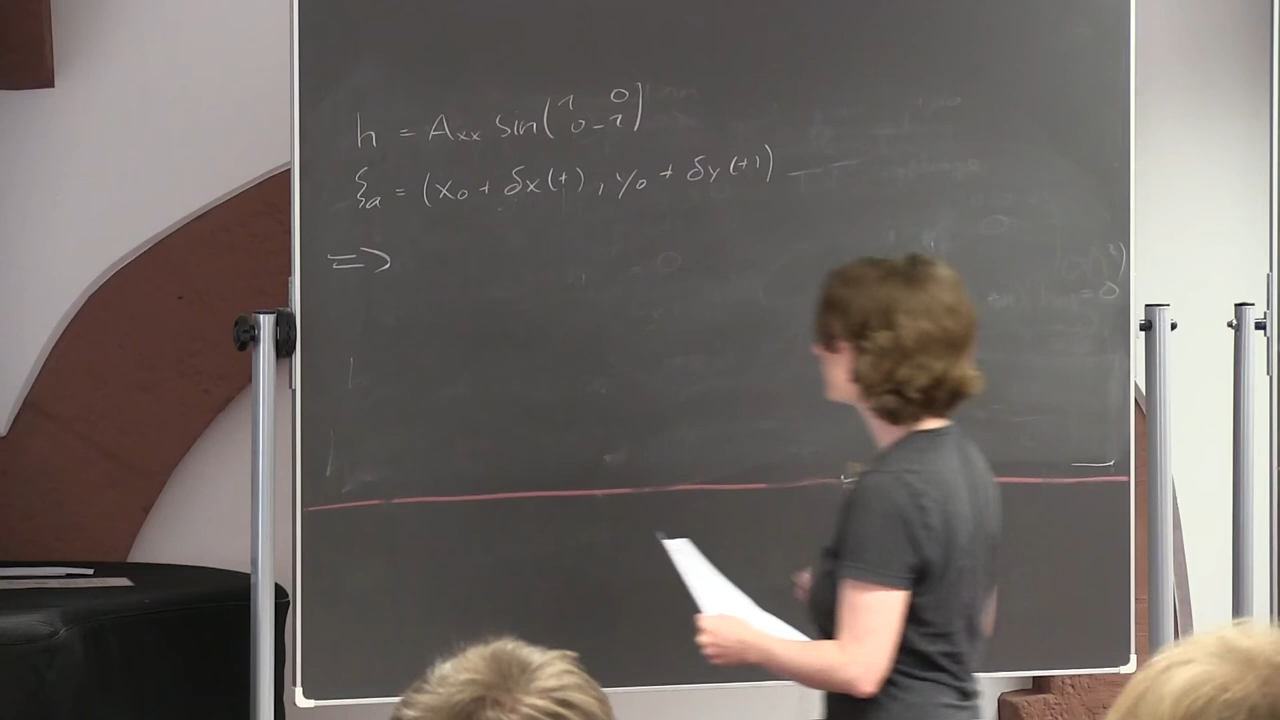 h = Axx sin(1 0
0 -1)
ξa = (x0 + δx(t), y0 + δy(t))
⇒